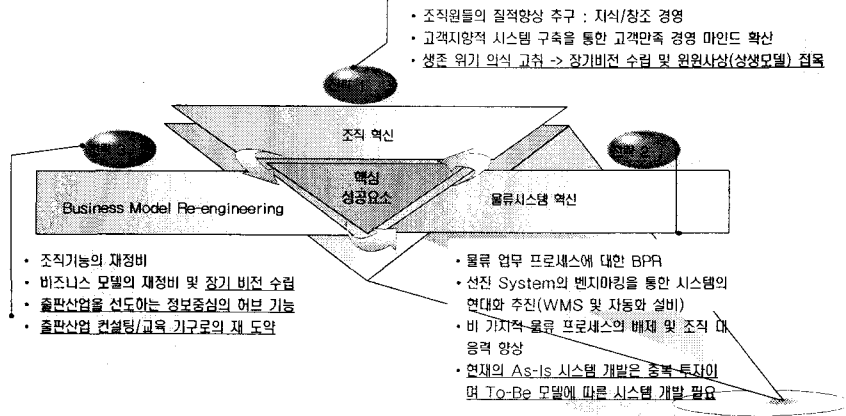 • 조직원들의 질적향상 추구 : 지식/창조 경영
• 고객지향적 시스템 구축을 통한 고객만족 경영 마인드 확산
• 생존 위기 의식 고취 -> 장기비전 수립 및 윈윈사상(상생모델) 접목
조직 혁신
핵심
성공요소
Business Model Re-engineering
물류시스템 혁신
• 조직기능의 재정비
• 비즈니스 모델의 재정비 및 장기 비전 수립
• 출판산업을 선도하는 정보중심의 허브 기능
• 출판산업 컨설팅/교육 기구로의 재 도약
• 물류 업무 프로세스에 대한 BPR
• 선진 System의 벤치마킹을 통한 시스템의
현대화 추진(WMS 및 자동화 설비)
• 비 가치적 물류 프로세스의 배제 및 조직 대
응력 향상
• 현재의 As-Is 시스템 개발은 중복 투자이
며 To-Be 모델에 따른 시스템 개발 필요